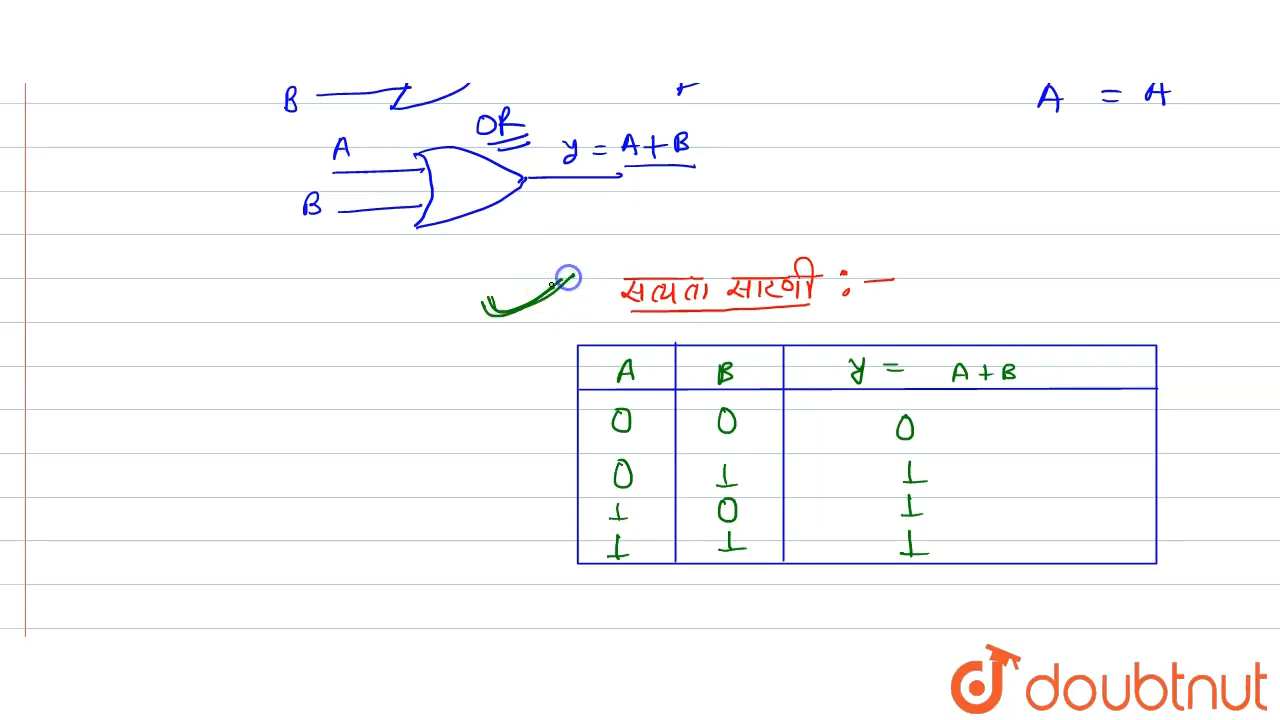 B
A = A
OR
A
y = A+B
B
सत्यता सारणी :-
A B y = A+B
0 0 0
0 1 1
1 0 1
1 1 1
doubtnut